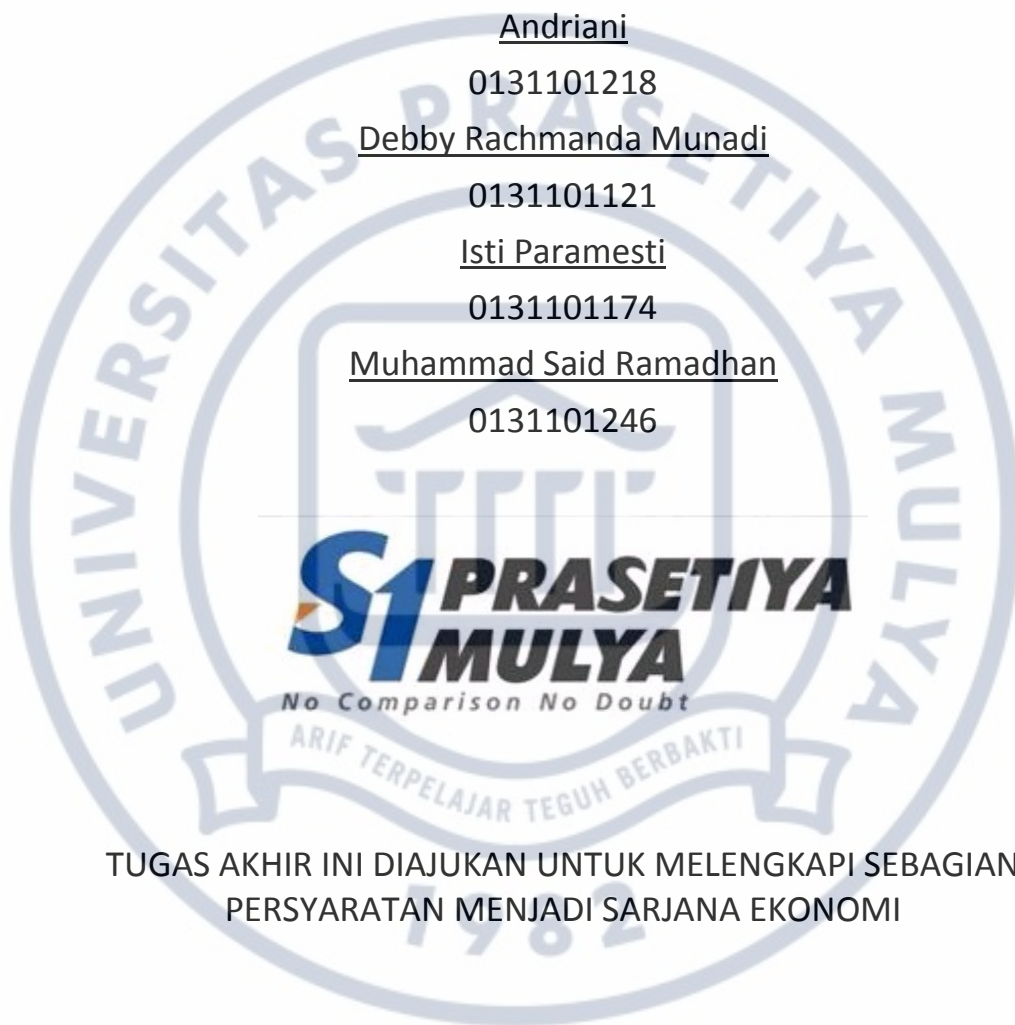 Andriani
0131101218
Debby Rachmanda Munadi
0131101121
Isti Paramesti
0131101174
Muhammad Said Ramadhan
0131101246
UNIVERSITAS PRASETIYA MULYA
S1 PRASETIYA
MULYA
No Comparison No Doubt
ARIF TERPELAJAR TEGUH BERBAKTI
TUGAS AKHIR INI DIAJUKAN UNTUK MELENGKAPI SEBAGIAN
PERSYARATAN MENJADI SARJANA EKONOMI
1982